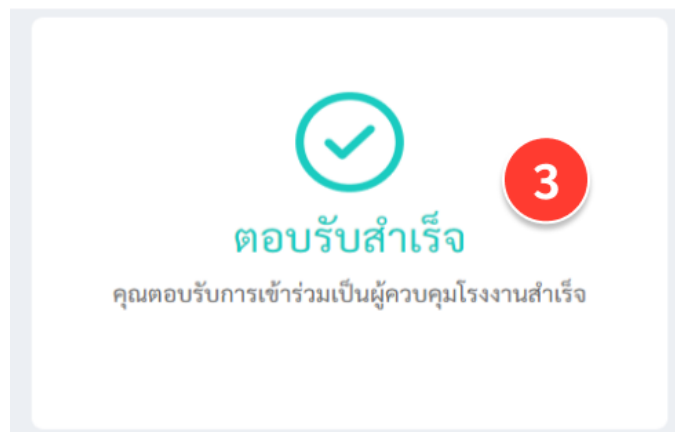 3
ตอบรับสำเร็จ
คุณตอบรับการเข้าร่วมเป็นผู้ควบคุมโรงงานสำเร็จ